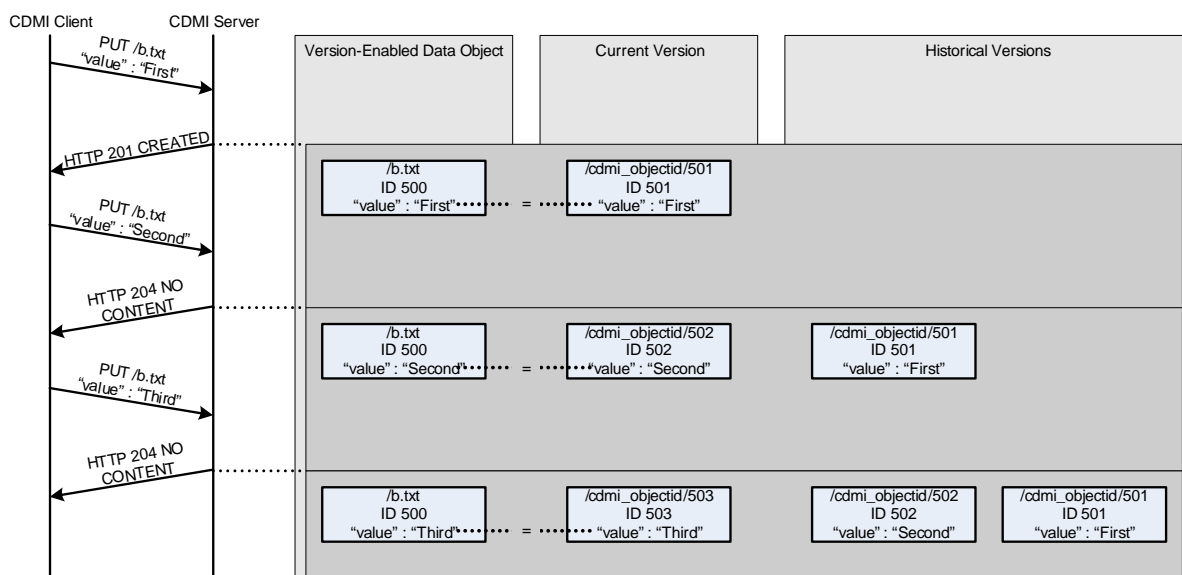 CDMI Client
CDMI Server
Version-Enabled Data Object
Current Version
Historical Versions
PUT /b.txt
“value” : “First”
HTTP 201 CREATED
/b.txt
ID 500
“value” : “First”
=
/cdmi_objectid/501
ID 501
“value” : “First”
PUT /b.txt
“value” : “Second”
HTTP 204 NO
CONTENT
/b.txt
ID 500
“value” : “Second”
=
/cdmi_objectid/502
ID 502
“value” : “Second”
/cdmi_objectid/501
ID 501
“value” : “First”
PUT /b.txt
“value” : “Third”
HTTP 204 NO
CONTENT
/b.txt
ID 500
“value” : “Third”
=
/cdmi_objectid/503
ID 503
“value” : “Third”
/cdmi_objectid/502
ID 502
“value” : “Second”
/cdmi_objectid/501
ID 501
“value” : “First”